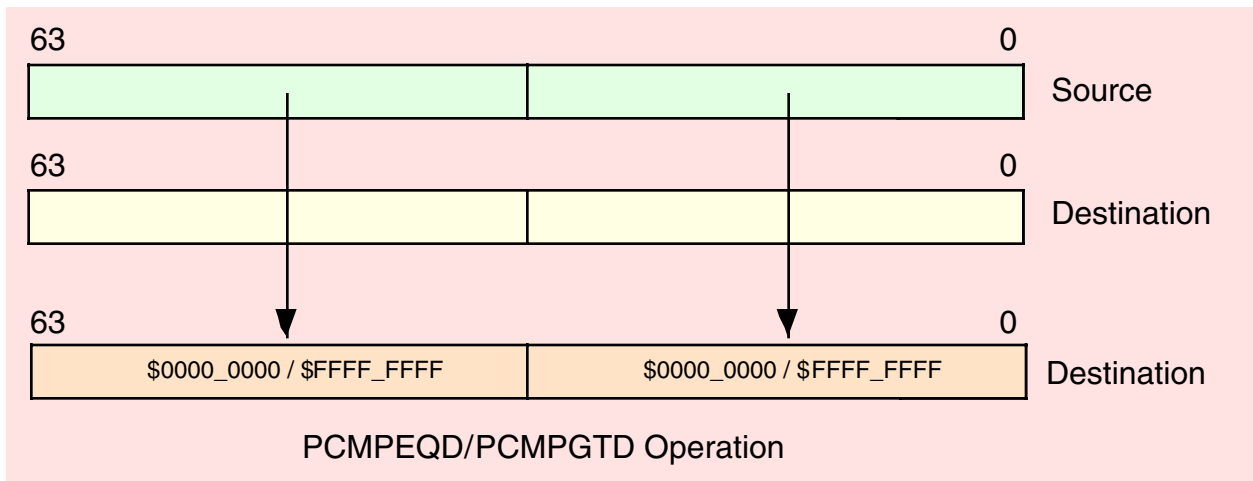 63 0
Source
63 0
Destination
63 0
$0000_0000 / $FFFF_FFFF $0000_0000 / $FFFF_FFFF Destination
PCMPEQD/PCMPGTD Operation